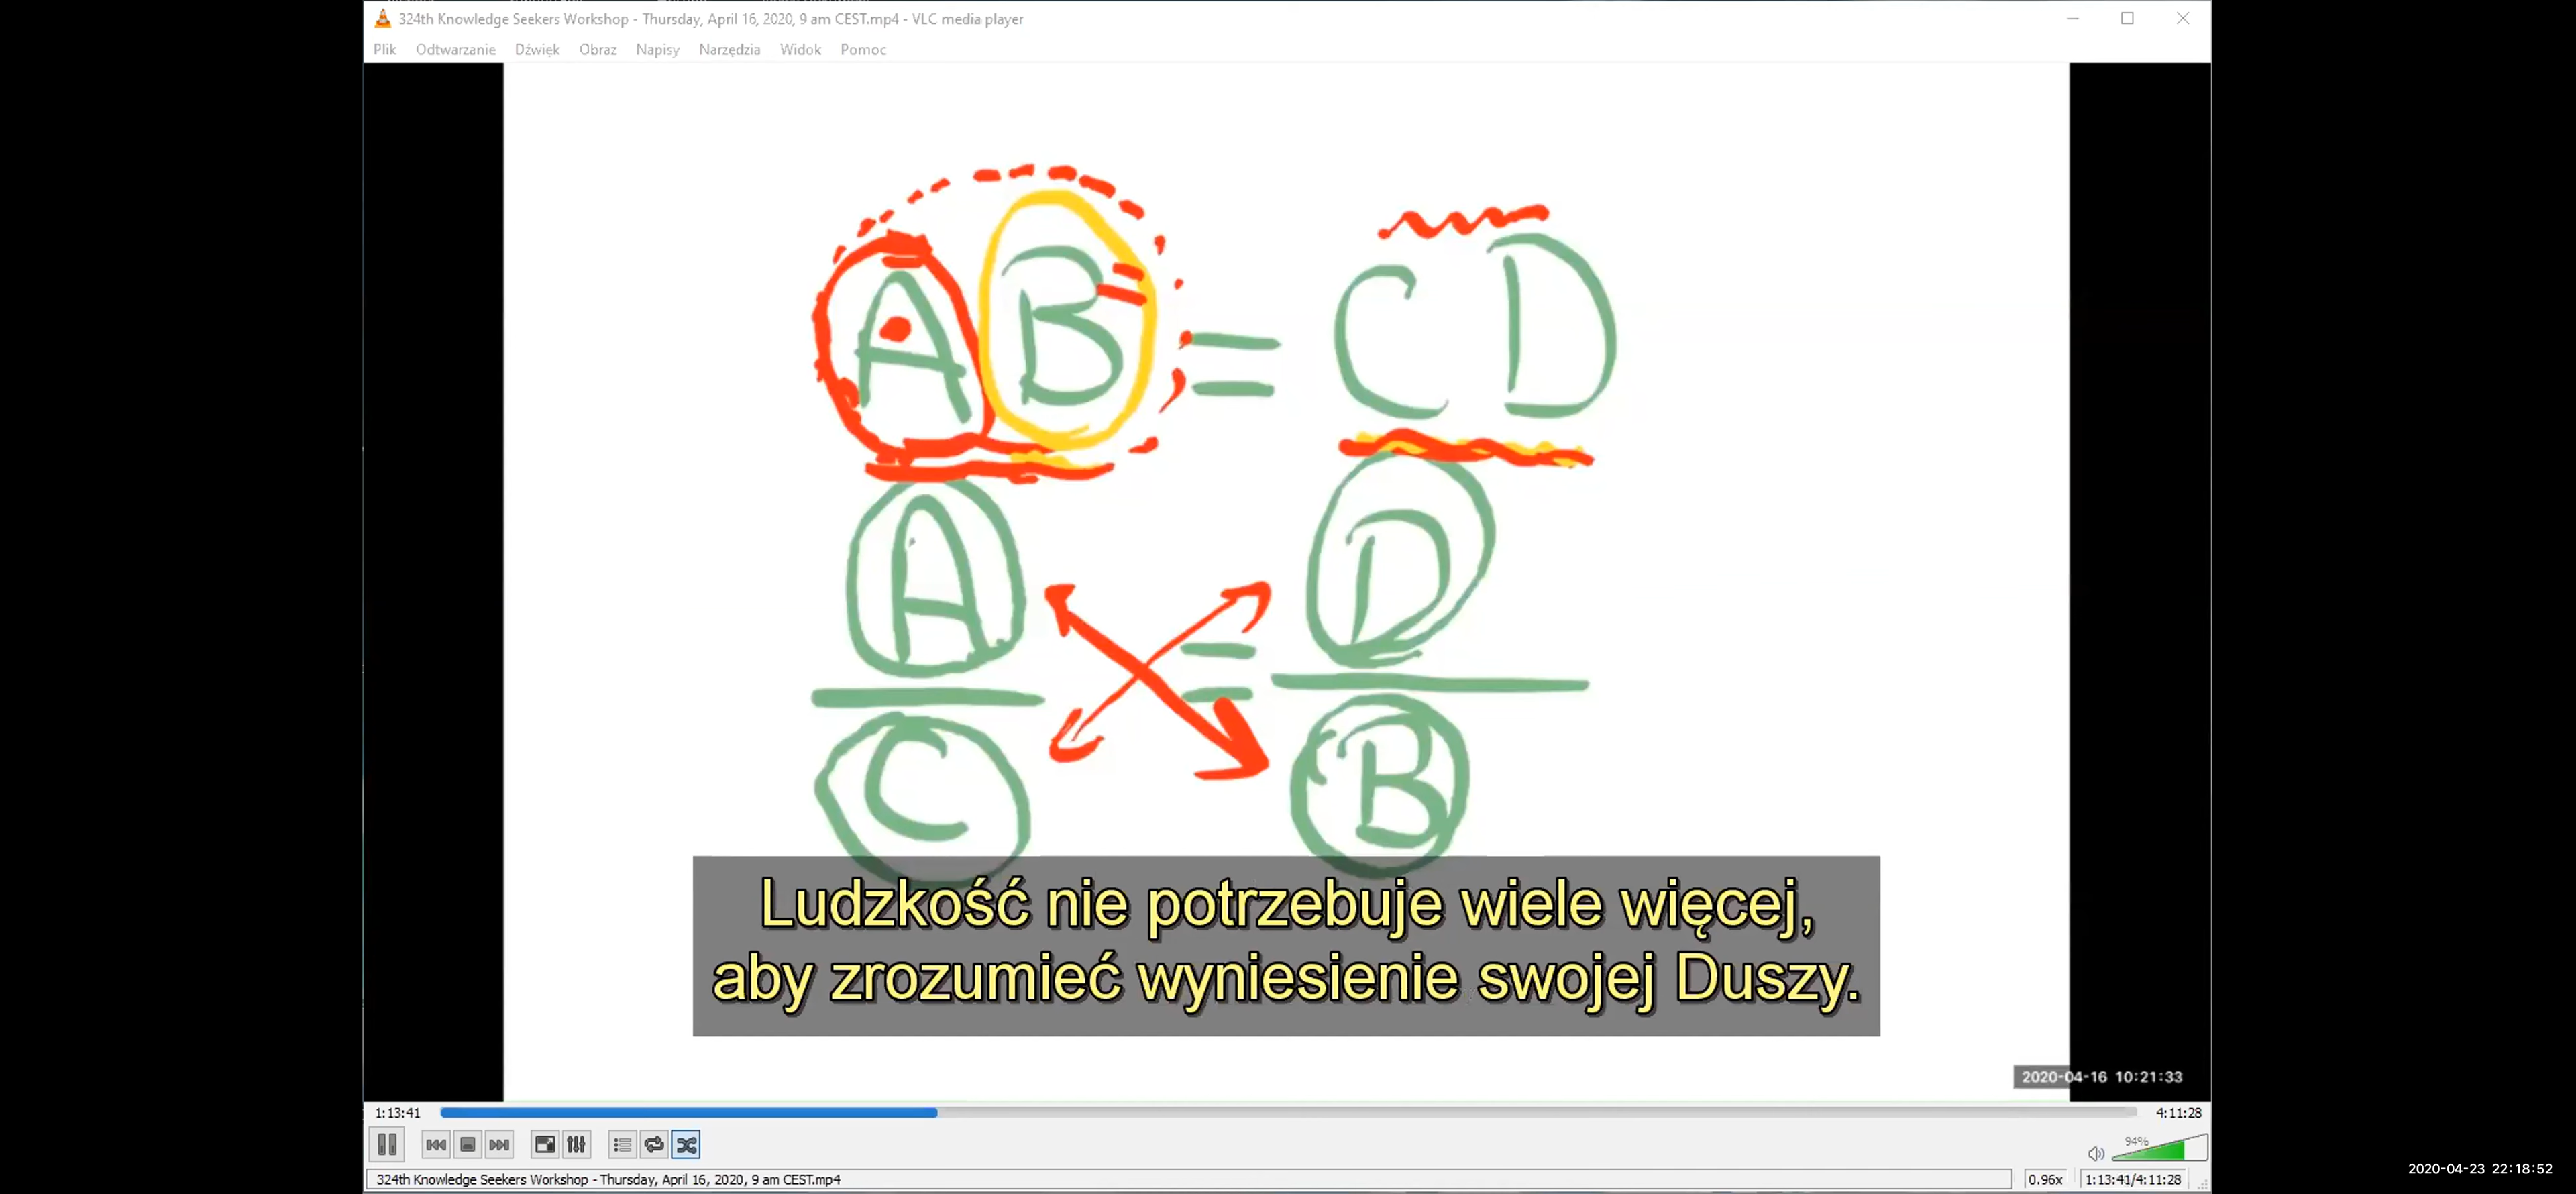 324th Knowledge Seekers Workshop - Thursday, April 16, 2020, 9 am CEST.mp4 - VLC media player
Plik Odtwarzanie Dźwięk Obraz Napisy Narzędzia Widok Pomoc
A B = C D
A = D
C B
Ludzkość nie potrzebuje wiele więcej,
aby zrozumieć wyniesienie swojej Duszy.
2020-04-16 10:21:33
1:13:41 4:11:28
94%
324th Knowledge Seekers Workshop - Thursday, April 16, 2020, 9 am CEST.mp4 0.96x 1:13:41/4:11:28
2020-04-23 22:18:52